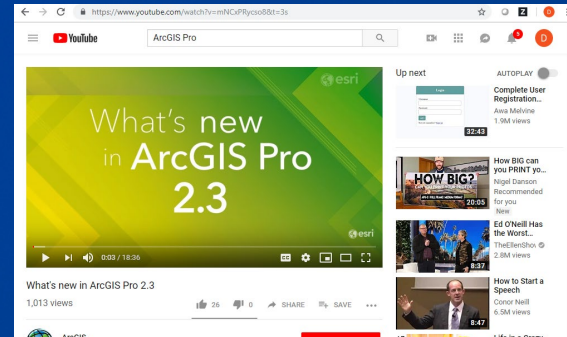 https://www.youtube.com/watch?v=mNCxPRycso8&t=3s
YouTube
ArcGIS Pro
9
D
esri
What's new
in ArcGIS Pro
2.3
esri
0:03 / 18:36
What's new in ArcGIS Pro 2.3
1,013 views
26
0
SHARE
SAVE
ArcGIS
Up next
AUTOPLAY
Login
32:43
Complete User
Registration...
Awa Melvine
1.9M views
HOW BIG?
20:05
How BIG can
you PRINT yo...
Nigel Danson
Recommended
for you
New
8:37
Ed O'Neill Has
the Worst...
TheEllenShow
2.8M views
8:47
How to Start a
Speech
Conor Neill
6.5M views